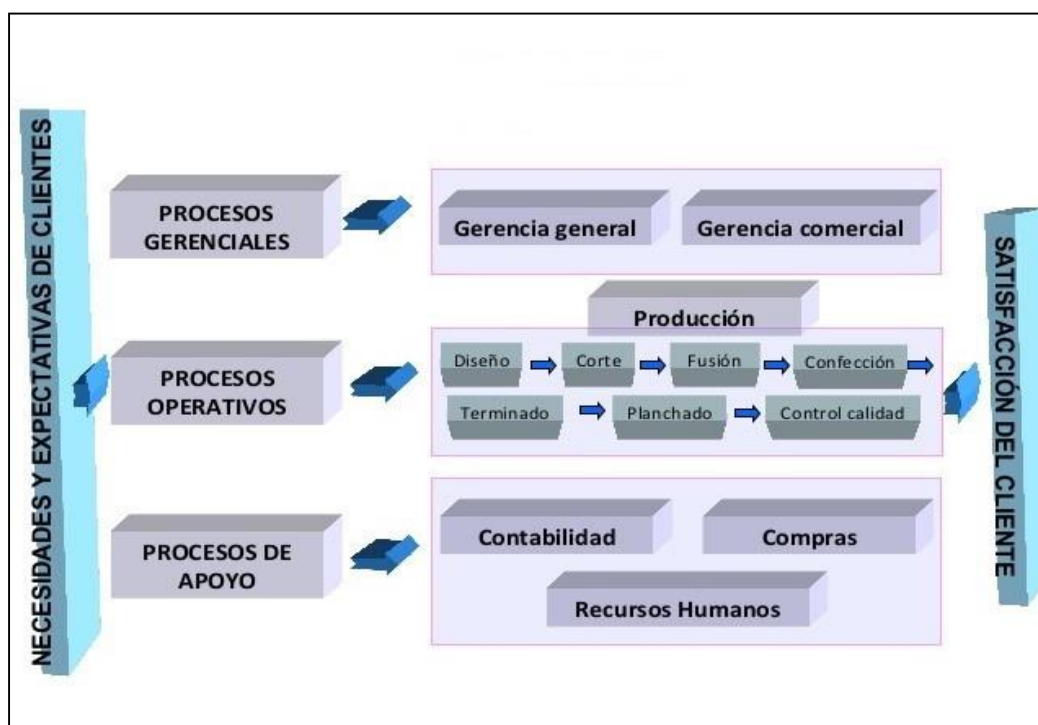 NECESIDADES Y EXPECTATIVAS DE CLIENTES
PROCESOS
GERENCIALES
Gerencia general
Gerencia comercial
PROCESOS
OPERATIVOS
Producción
Diseño
Corte
Fusión
Confección
Terminado
Planchado
Control calidad
PROCESOS DE
APOYO
Contabilidad
Compras
Recursos Humanos
SATISFACCIÓN DEL CLIENTE